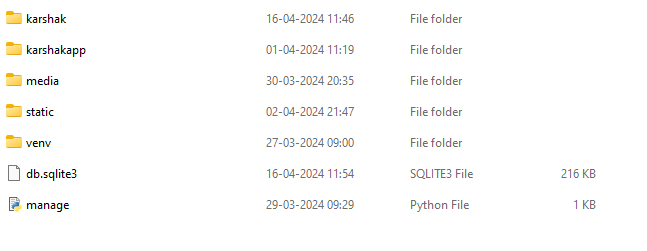 karshak 16-04-2024 11:46 File folder
karshakapp 01-04-2024 11:19 File folder
media 30-03-2024 20:35 File folder
static 02-04-2024 21:47 File folder
venv 27-03-2024 09:00 File folder
db.sqlite3 16-04-2024 11:54 SQLITE3 File 216 KB
manage 29-03-2024 09:29 Python File 1 KB